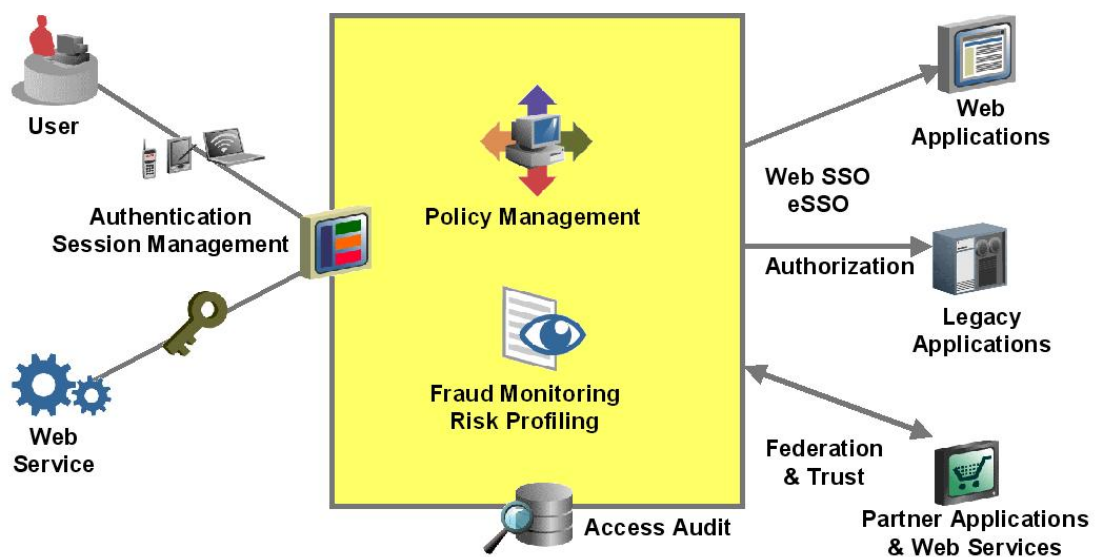 User
Authentication
Session Management
Web
Service
Policy Management
Fraud Monitoring
Risk Profiling
Access Audit
Web SSO
eSSO
Authorization
Federation
& Trust
Web
Applications
Legacy
Applications
Partner Applications
& Web Services